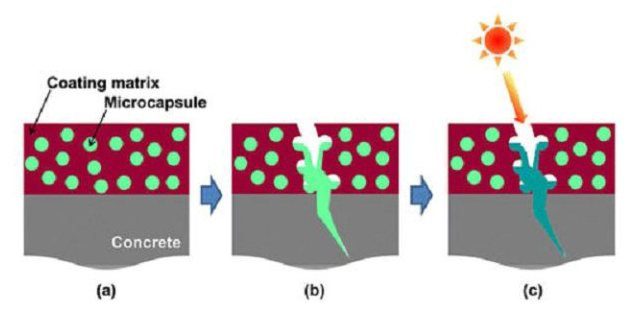 Coating matrix
Microcapsule
Concrete
(a)
(b)
(c)